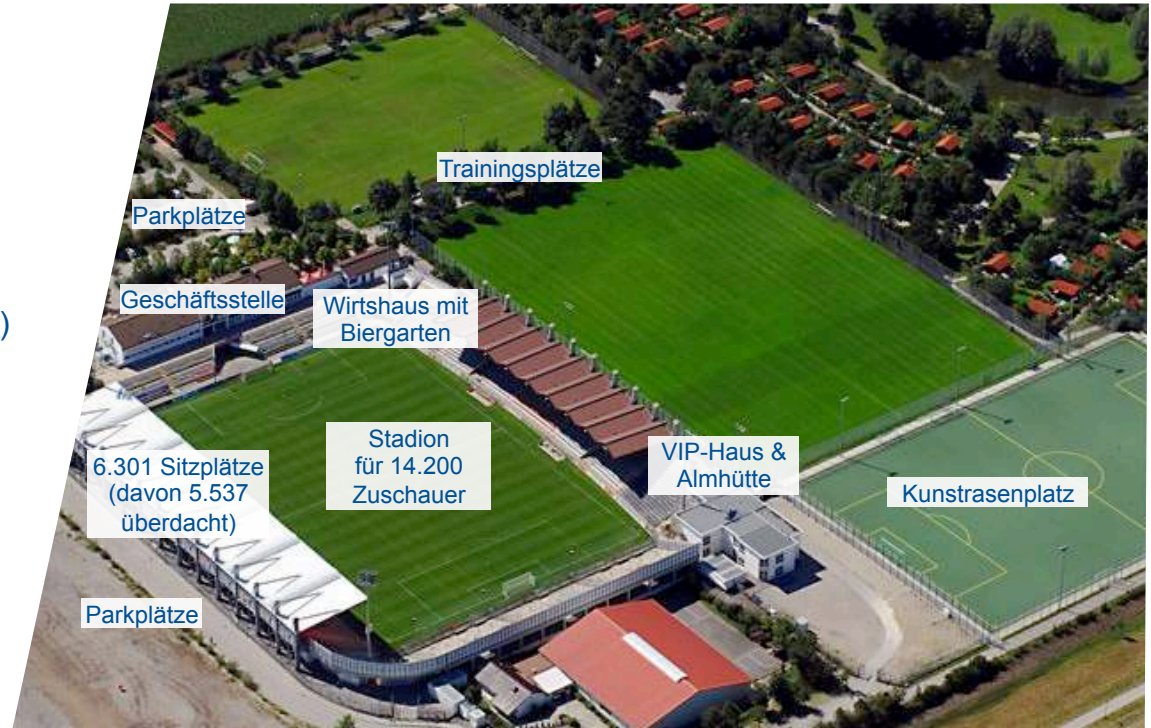 Trainingsplätze
Parkplätze
Geschäftsstelle
Wirtshaus mit
Biergarten
)
Stadion
für 14.200
Zuschauer
6.301 Sitzplätze
(davon 5.537
überdacht)
VIP-Haus &
Almhütte
Kunstrasenplatz
Parkplätze